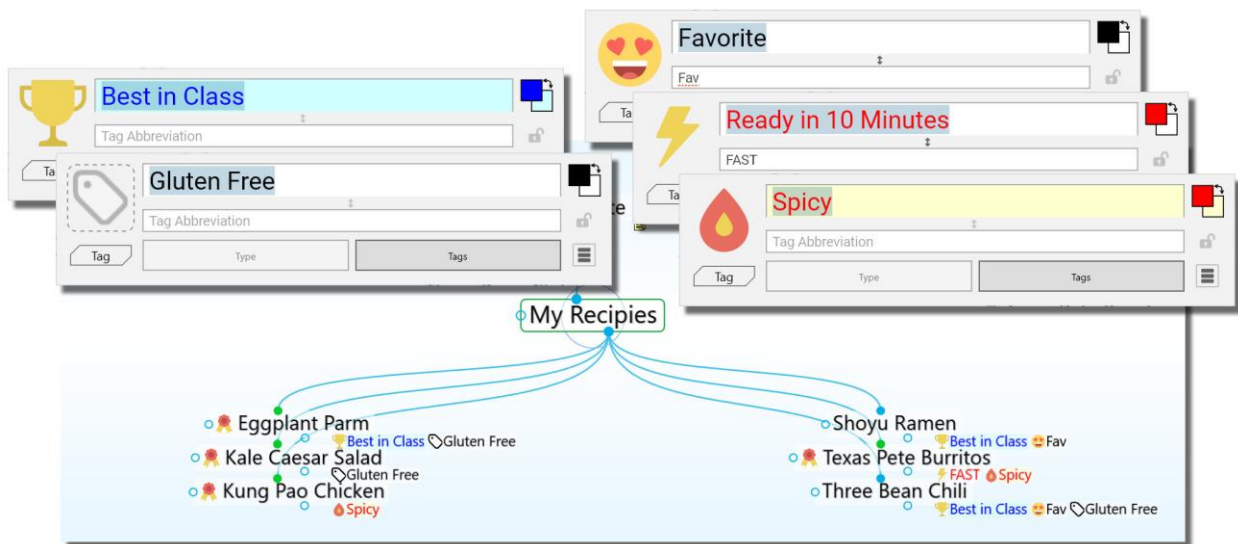 Favorite
Fav
Best in Class
Tag Abbreviation
Ready in 10 Minutes
FAST
Gluten Free
Tag Abbreviation
Tag
Type
Tags
Spicy
Tag Abbreviation
Tag
Type
Tags
My Recipies
Eggplant Parm
Best in Class Gluten Free
Kale Caesar Salad
Gluten Free
Kung Pao Chicken
Spicy
Shoyu Ramen
Best in Class Fav
Texas Pete Burritos
FAST Spicy
Three Bean Chili
Best in Class Fav Gluten Free